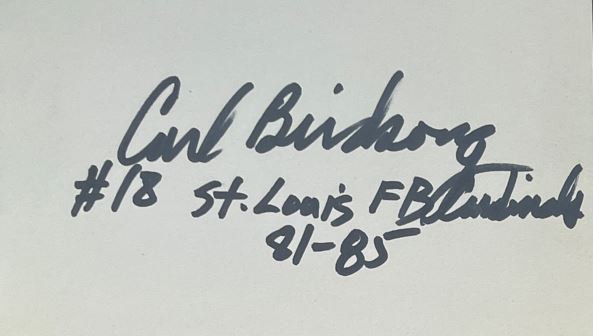 Carl Birdsong
#18 St. Louis FB Cardinals
81-85